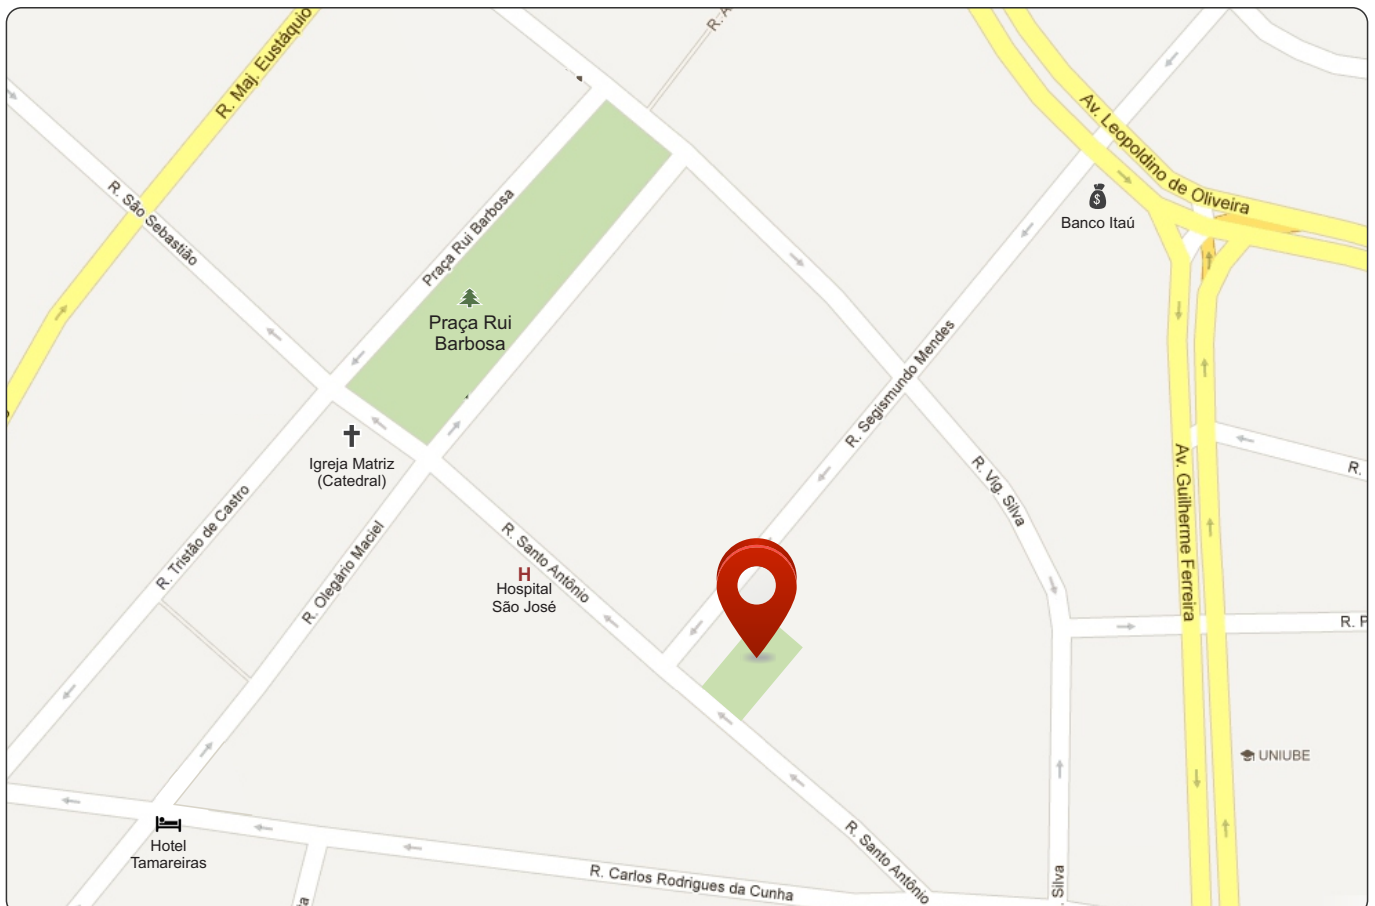 R. Maj. Eustáquio
R. A
Av. Leopoldino de Oliveira
R. São Sebastião
Praça Rui Barbosa
$
Banco Itaú
Praça Rui
Barbosa
R. Segismundo Mendes
Igreja Matriz
(Catedral)
R. Vig. Silva
R.
Av. Guilherme Ferreira
R. Tristão de Castro
R. Olegário Maciel
R. Santo Antônio
H
Hospital
São José
R. P
UNIUBE
Hotel
Tamareiras
R. Santo Antônio
R. Carlos Rodrigues da Cunha
Silva